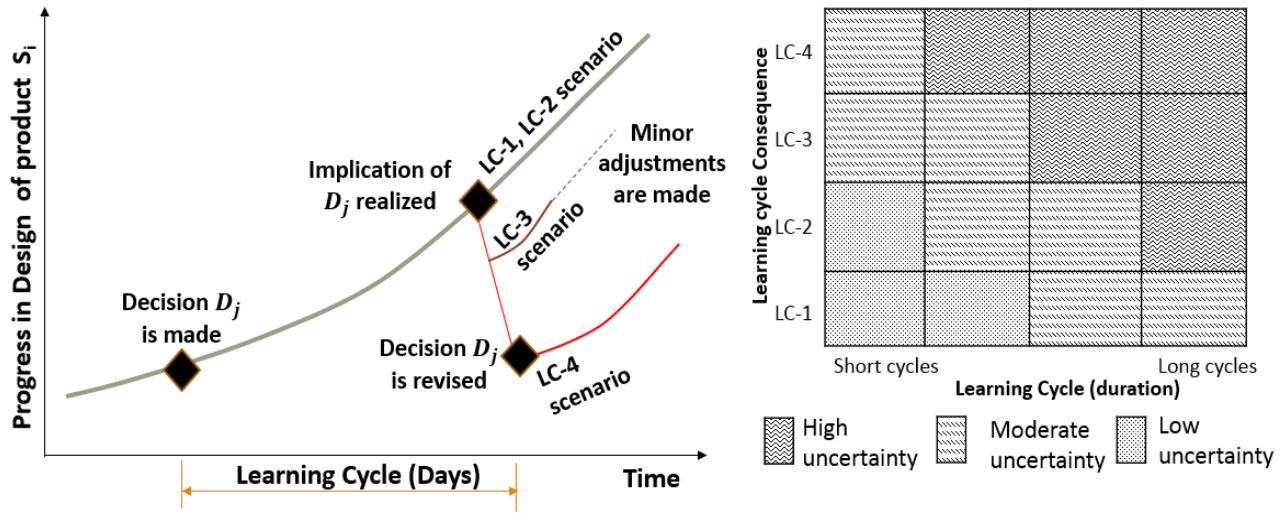 Progress in Design of product Sᵢ
LC-1, LC-2 scenario
Implication of
Dⱼ realized
Minor
adjustments
are made
LC-3
scenario
Decision Dⱼ
is made
Decision Dⱼ
is revised
LC-4
scenario
Learning Cycle (Days)
Time
Learning cycle Consequence
LC-4
LC-3
LC-2
LC-1
Short cycles
Long cycles
Learning Cycle (duration)
High
uncertainty
Moderate
uncertainty
Low
uncertainty